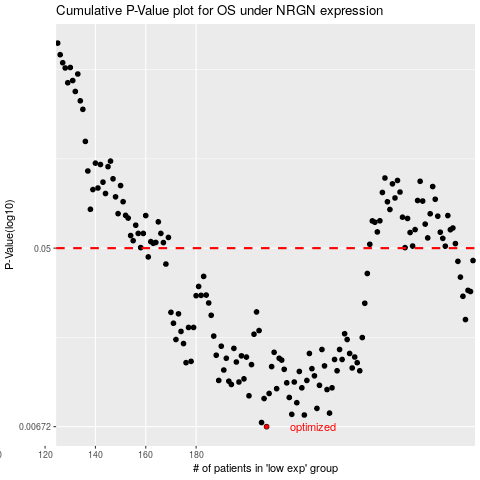 Cumulative P-Value plot for OS under NRGN expression
P-Value(log10)
0.05
0.00672
optimized
0 120 140 160 180
# of patients in 'low exp' group